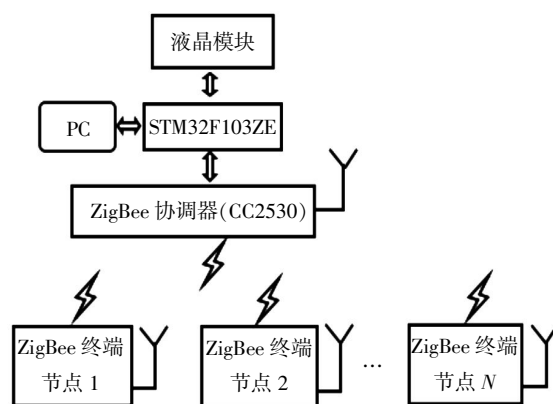 液晶模块
PC
STM32F103ZE
ZigBee 协调器(CC2530)
ZigBee 终端
节点 1
ZigBee 终端
节点 2
...
ZigBee 终端
节点 N